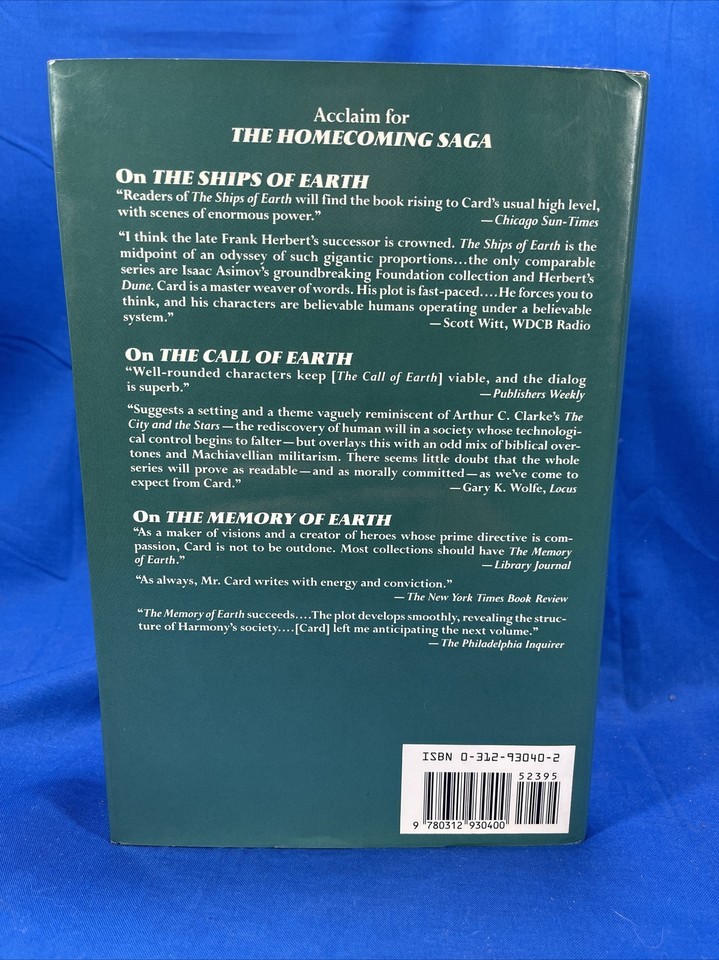 Acclaim for
THE HOMECOMING SAGA
On THE SHIPS OF EARTH
“Readers of The Ships of Earth will find the book rising to Card’s usual high level,
with scenes of enormous power.” —Chicago Sun-Times
“I think the late Frank Herbert’s successor is crowned. The Ships of Earth is the
midpoint of an odyssey of such gigantic proportions...the only comparable
series are Isaac Asimov’s groundbreaking Foundation collection and Herbert’s
Dune. Card is a master weaver of words. His plot is fast-paced....He forces you to
think, and his characters are believable humans operating under a believable
system.” —Scott Witt, WDCB Radio
On THE CALL OF EARTH
“Well-rounded characters keep [The Call of Earth] viable, and the dialog
is superb.” —Publishers Weekly
“Suggests a setting and a theme vaguely reminiscent of Arthur C. Clarke’s The
City and the Stars—the rediscovery of human will in a society whose technologi-
cal control begins to falter—but overlays this with an odd mix of biblical over-
tones and Machiavellian militarism. There seems little doubt that the whole
series will prove as readable—and as morally committed—as we’ve come to
expect from Card.” —Gary K. Wolfe, Locus
On THE MEMORY OF EARTH
“As a maker of visions and a creator of heroes whose prime directive is com-
passion, Card is not to be outdone. Most collections should have The Memory
of Earth.” —Library Journal
“As always, Mr. Card writes with energy and conviction.”
—The New York Times Book Review
“The Memory of Earth succeeds....The plot develops smoothly, revealing the struc-
ture of Harmony’s society....[Card] left me anticipating the next volume.”
—The Philadelphia Inquirer
ISBN 0-312-93040-2
52395
9 780312 930400